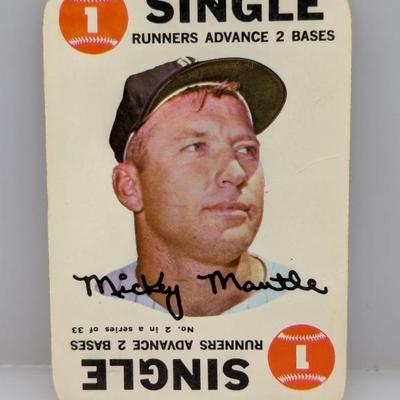 1 SINGLE
RUNNERS ADVANCE 2 BASES
Mickey Mantle
No. 2 in a series of 33
RUNNERS ADVANCE 2 BASES
SINGLE 1